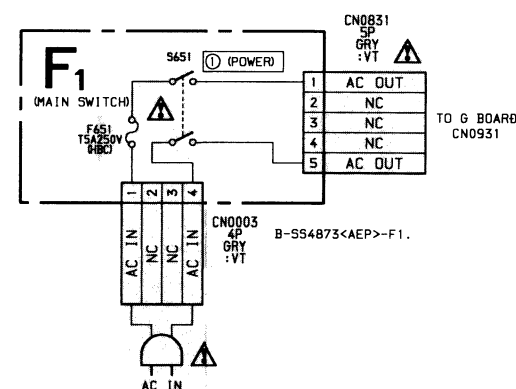 CN0831
5P
GRY
:VT
S651
① (POWER)
F1
(MAIN SWITCH)
F651
T5A250V
(HBC)
1 AC OUT
2 NC
3 NC
4 NC
5 AC OUT
TO G BOARD
CN0931
1 2 3 4
AC IN
NC
NC
AC IN
CN0003
4P
GRY
:VT
B-SS4873<AEP>-F1.
AC IN